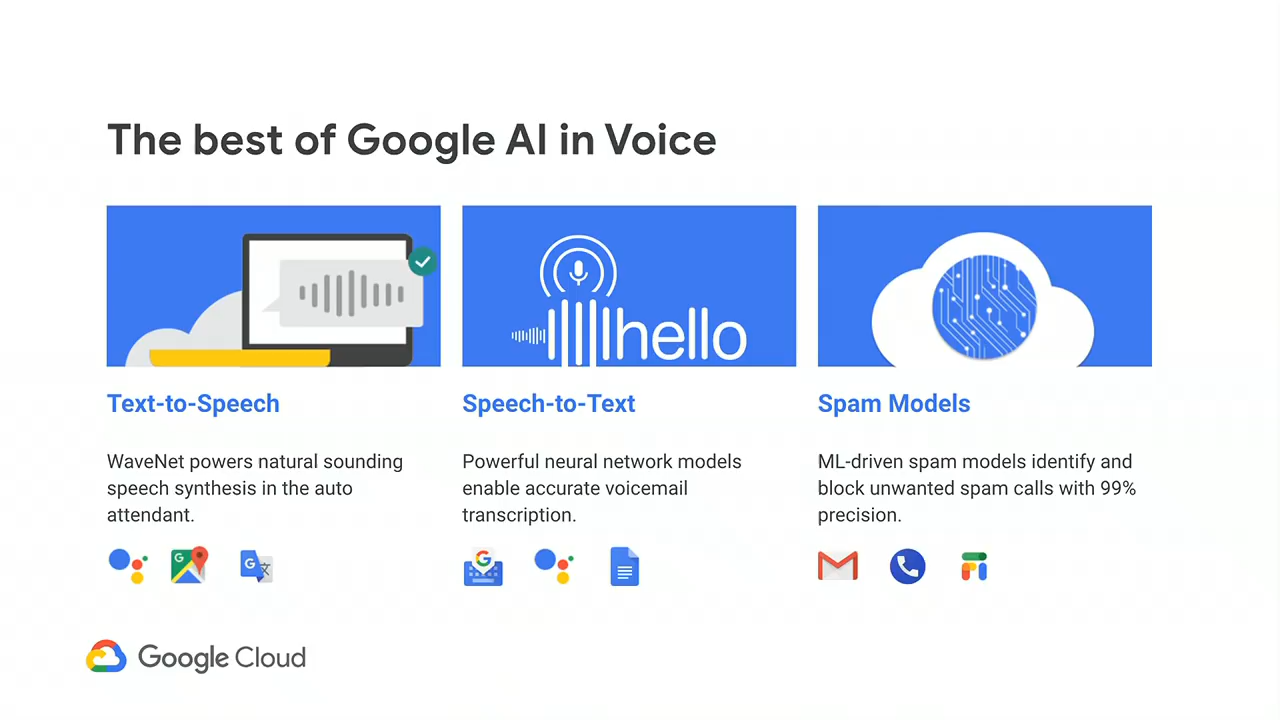 The best of Google AI in Voice
hello
Text-to-Speech
WaveNet powers natural sounding
speech synthesis in the auto
attendant.
Speech-to-Text
Powerful neural network models
enable accurate voicemail
transcription.
Spam Models
ML-driven spam models identify and
block unwanted spam calls with 99%
precision.
G
G 文
G
Google Cloud